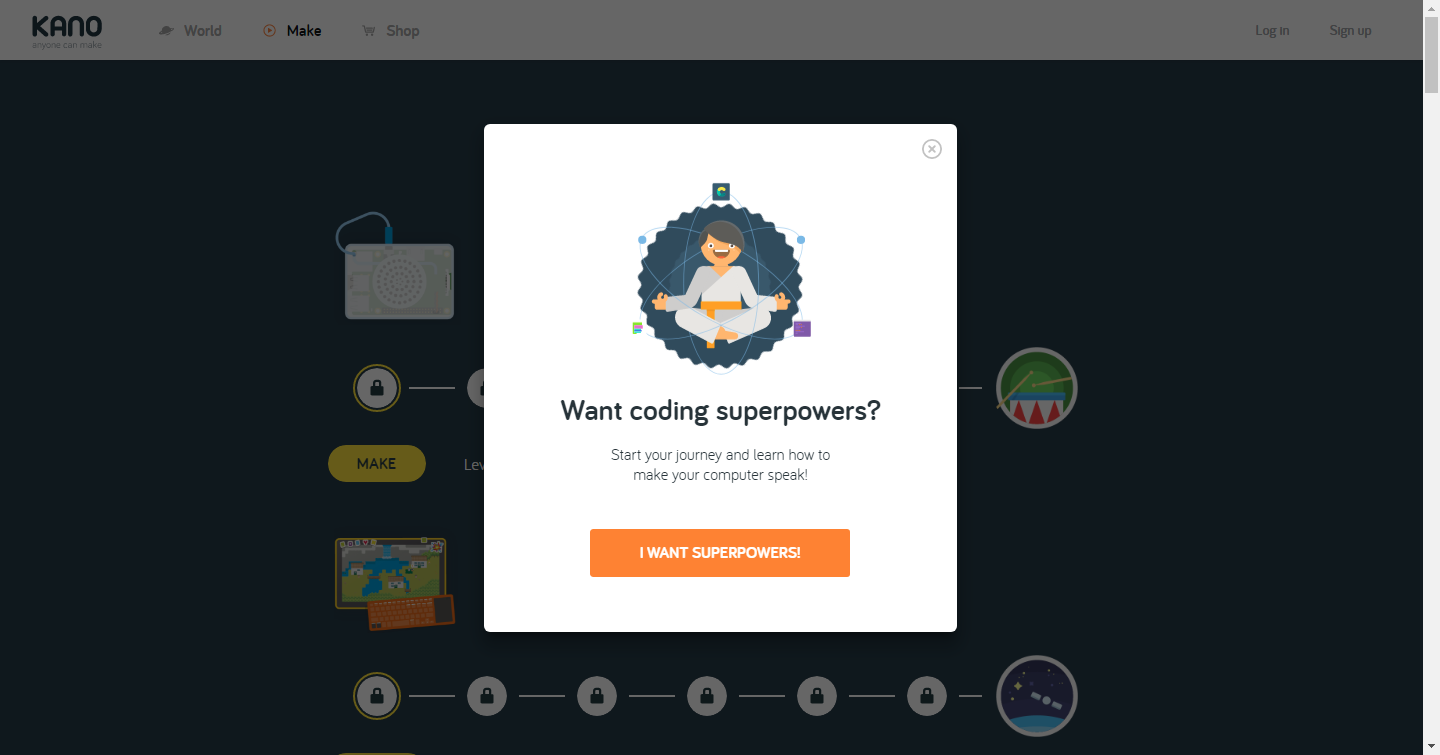 KANO
anyone can make
World
Make
Shop
Log in
Sign up
Want coding superpowers?
Start your journey and learn how to
make your computer speak!
I WANT SUPERPOWERS!
MAKE